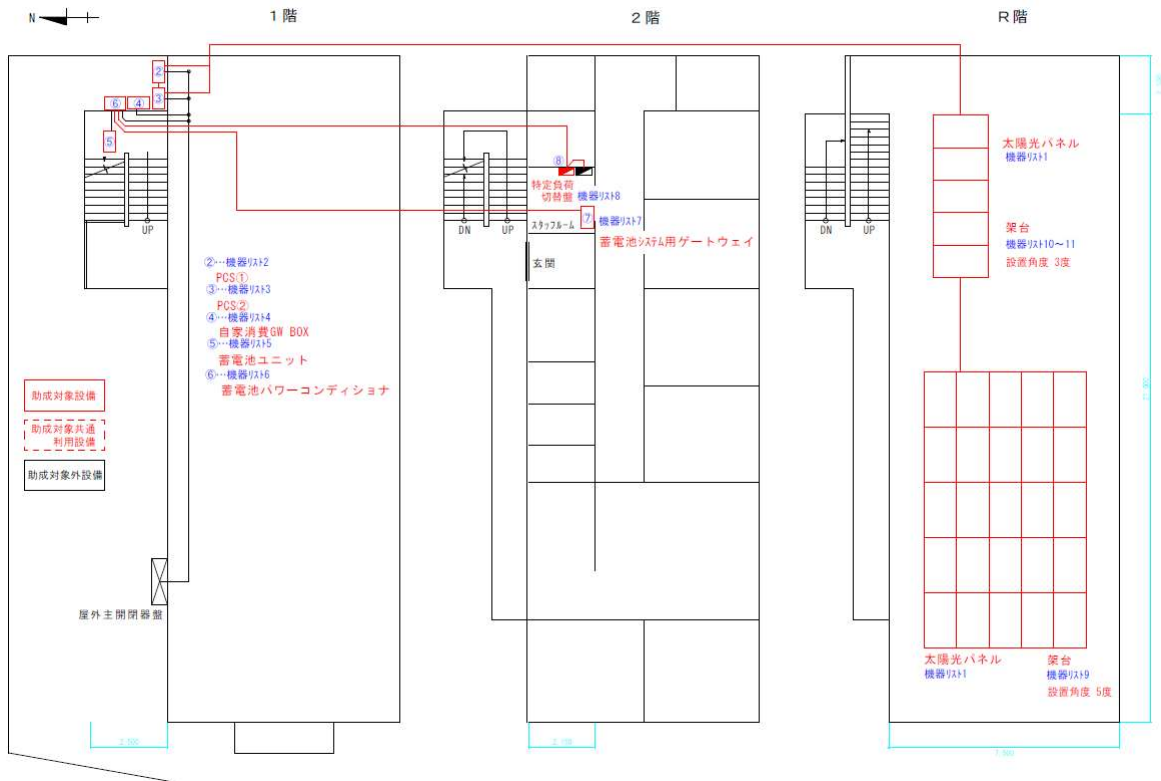 N
1階
2階
R階
②
③
⑥
④
⑤
UP
②…機器リスト2
PCS①
③…機器リスト3
PCS②
④…機器リスト4
自家消費GW BOX
⑤…機器リスト5
蓄電池ユニット
⑥…機器リスト6
蓄電池パワーコンディショナ
助成対象設備
助成対象共通
利用設備
助成対象外設備
屋外主開閉器盤
2,500
⑧
特定負荷
切替盤
機器リスト8
⑦
機器リスト7
スタッフルーム
蓄電池システム用ゲートウェイ
DN
UP
玄関
DN
UP
太陽光パネル
機器リスト1
架台
機器リスト10～11
設置角度 3度
太陽光パネル
機器リスト1
架台
機器リスト9
設置角度 5度